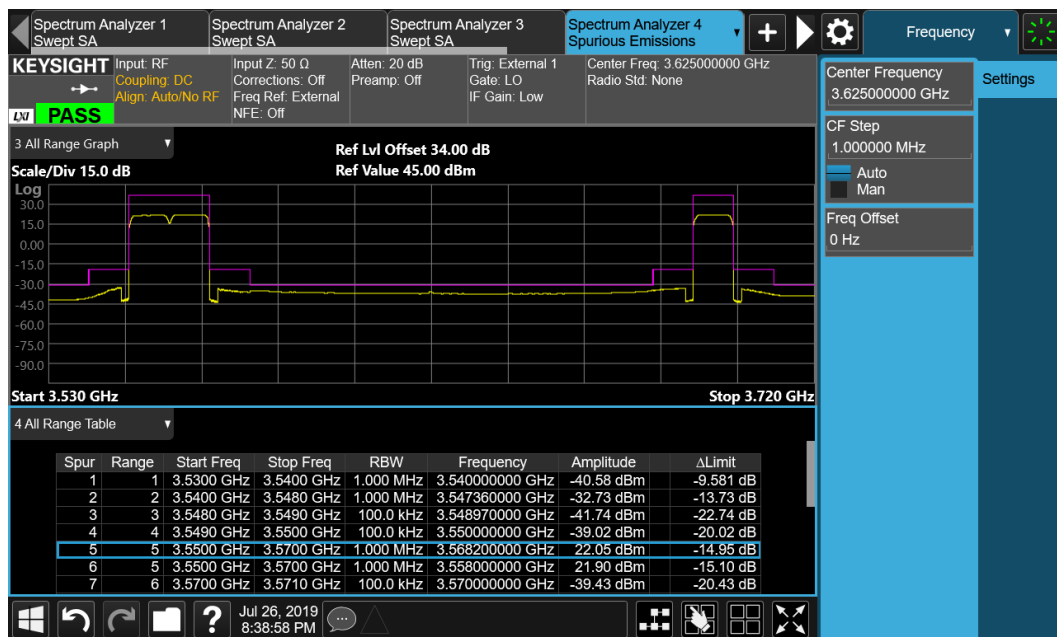 Spectrum Analyzer 1
Swept SA
Spectrum Analyzer 2
Swept SA
Spectrum Analyzer 3
Swept SA
Spectrum Analyzer 4
Spurious Emissions
Frequency
KEYSIGHT
LXI PASS
Input: RF
Coupling: DC
Align: Auto/No RF
Input Z: 50 Ω
Corrections: Off
Freq Ref: External
NFE: Off
Atten: 20 dB
Preamp: Off
Trig: External 1
Gate: LO
IF Gain: Low
Center Freq: 3.625000000 GHz
Radio Std: None
Center Frequency
3.625000000 GHz
Settings
CF Step
1.000000 MHz
Auto
Man
Freq Offset
0 Hz
3 All Range Graph
Ref Lvl Offset 34.00 dB
Scale/Div 15.0 dB
Ref Value 45.00 dBm
Log
30.0
15.0
0.00
-15.0
-30.0
-45.0
-60.0
-75.0
-90.0
Start 3.530 GHz
Stop 3.720 GHz
4 All Range Table
Spur Range Start Freq Stop Freq RBW Frequency Amplitude ΔLimit
1 1 3.5300 GHz 3.5400 GHz 1.000 MHz 3.540000000 GHz -40.58 dBm -9.581 dB
2 2 3.5400 GHz 3.5480 GHz 1.000 MHz 3.547360000 GHz -32.73 dBm -13.73 dB
3 3 3.5480 GHz 3.5490 GHz 100.0 kHz 3.548970000 GHz -41.74 dBm -22.74 dB
4 4 3.5490 GHz 3.5500 GHz 100.0 kHz 3.550000000 GHz -39.02 dBm -20.02 dB
5 5 3.5500 GHz 3.5700 GHz 1.000 MHz 3.568200000 GHz 22.05 dBm -14.95 dB
6 5 3.5500 GHz 3.5700 GHz 1.000 MHz 3.558000000 GHz 21.90 dBm -15.10 dB
7 6 3.5700 GHz 3.5710 GHz 100.0 kHz 3.570000000 GHz -39.43 dBm -20.43 dB
Jul 26, 2019
8:38:58 PM